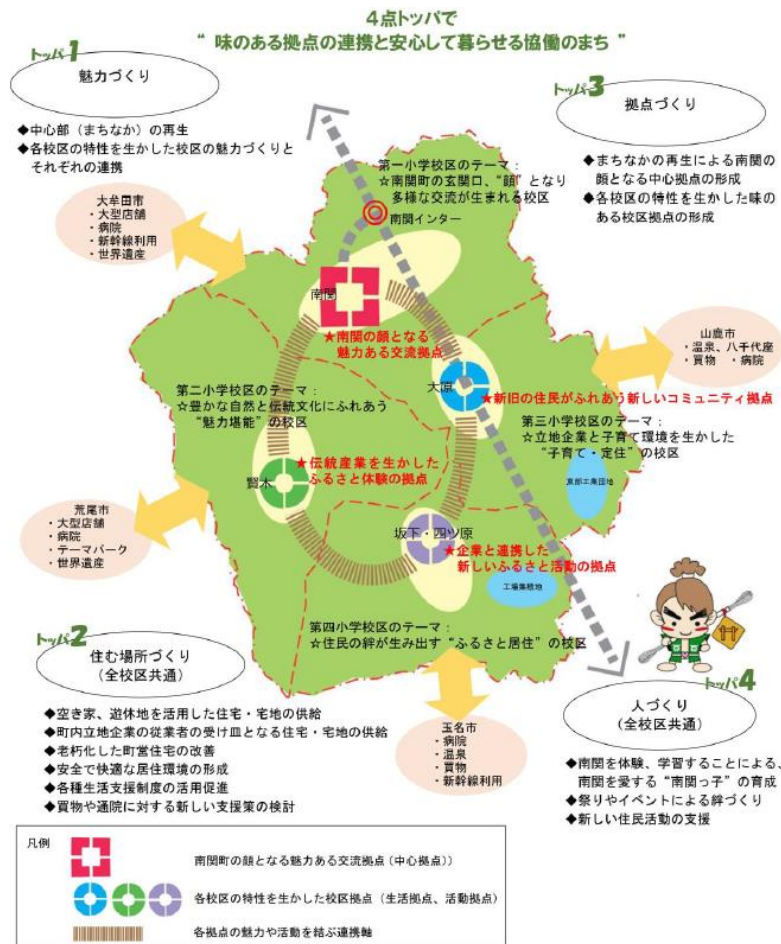 4点トッパで
“ 味のある拠点の連携と安心して暮らせる協働のまち ”
トッパ1
魅力づくり
◆中心部（まちなか）の再生
◆各校区の特性を生かした校区の魅力づくりと
それぞれの連携
トッパ3
拠点づくり
◆まちなかの再生による南関の
顔となる中心拠点の形成
◆各校区の特性を生かした味の
ある校区拠点の形成
第一小学校区のテーマ：
☆南関町の玄関口、“顔”となり
多様な交流が生まれる校区
南関インター
大牟田市
・大型店舗
・病院
・新幹線利用
・世界遺産
南関
★南関の顔となる
魅力ある交流拠点
山鹿市
・温泉、八千代座
・買物　・病院
大原
★新旧の住民がふれあう新しいコミュニティ拠点
第二小学校区のテーマ：
☆豊かな自然と伝統文化にふれあう
“魅力堪能”の校区
第三小学校区のテーマ：
☆立地企業と子育て環境を生かした
“子育て・定住”の校区
★伝統産業を生かした
ふるさと体験の拠点
賢木
東部工業団地
荒尾市
・大型店舗
・病院
・テーマパーク
・世界遺産
坂下・四ツ原
★企業と連携した
新しいふるさと活動の拠点
工場集積地
第四小学校区のテーマ：
☆住民の絆が生み出す“ふるさと居住”の校区
トッパ2
住む場所づくり
（全校区共通）
◆空き家、遊休地を活用した住宅・宅地の供給
◆町内立地企業の従業者の受け皿となる住宅・宅地の供給
◆老朽化した町営住宅の改善
◆安全で快適な居住環境の形成
◆各種生活支援制度の活用促進
◆買物や通院に対する新しい支援策の検討
玉名市
・病院
・温泉
・買物
・新幹線利用
トッパ4
人づくり
（全校区共通）
◆南関を体験、学習することによる、
南関を愛する“南関っ子”の育成
◆祭りやイベントによる絆づくり
◆新しい住民活動の支援
凡例
南関町の顔となる魅力ある交流拠点（中心拠点））
各校区の特性を生かした校区拠点（生活拠点、活動拠点）
各拠点の魅力や活動を結ぶ連携軸